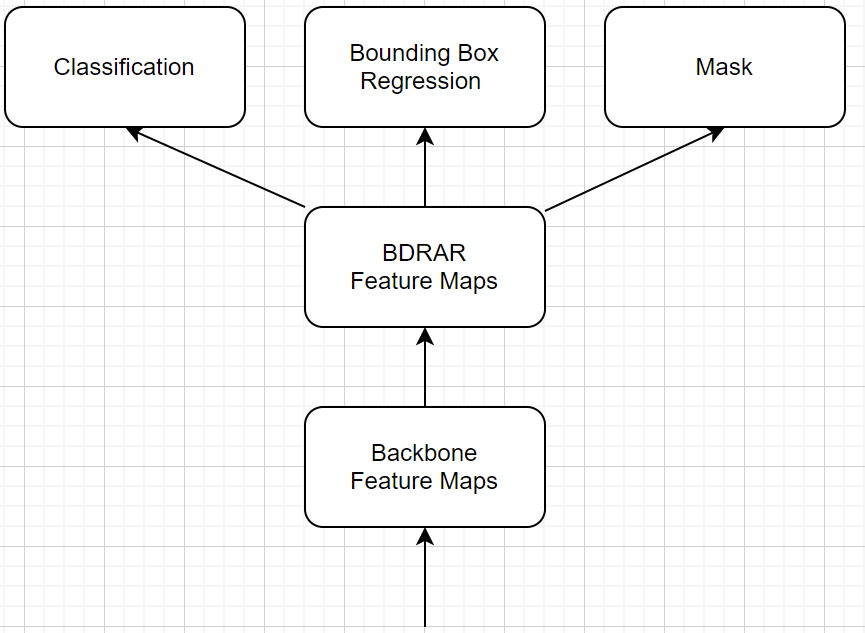 Classification
Bounding Box
Regression
Mask
BDRAR
Feature Maps
Backbone
Feature Maps